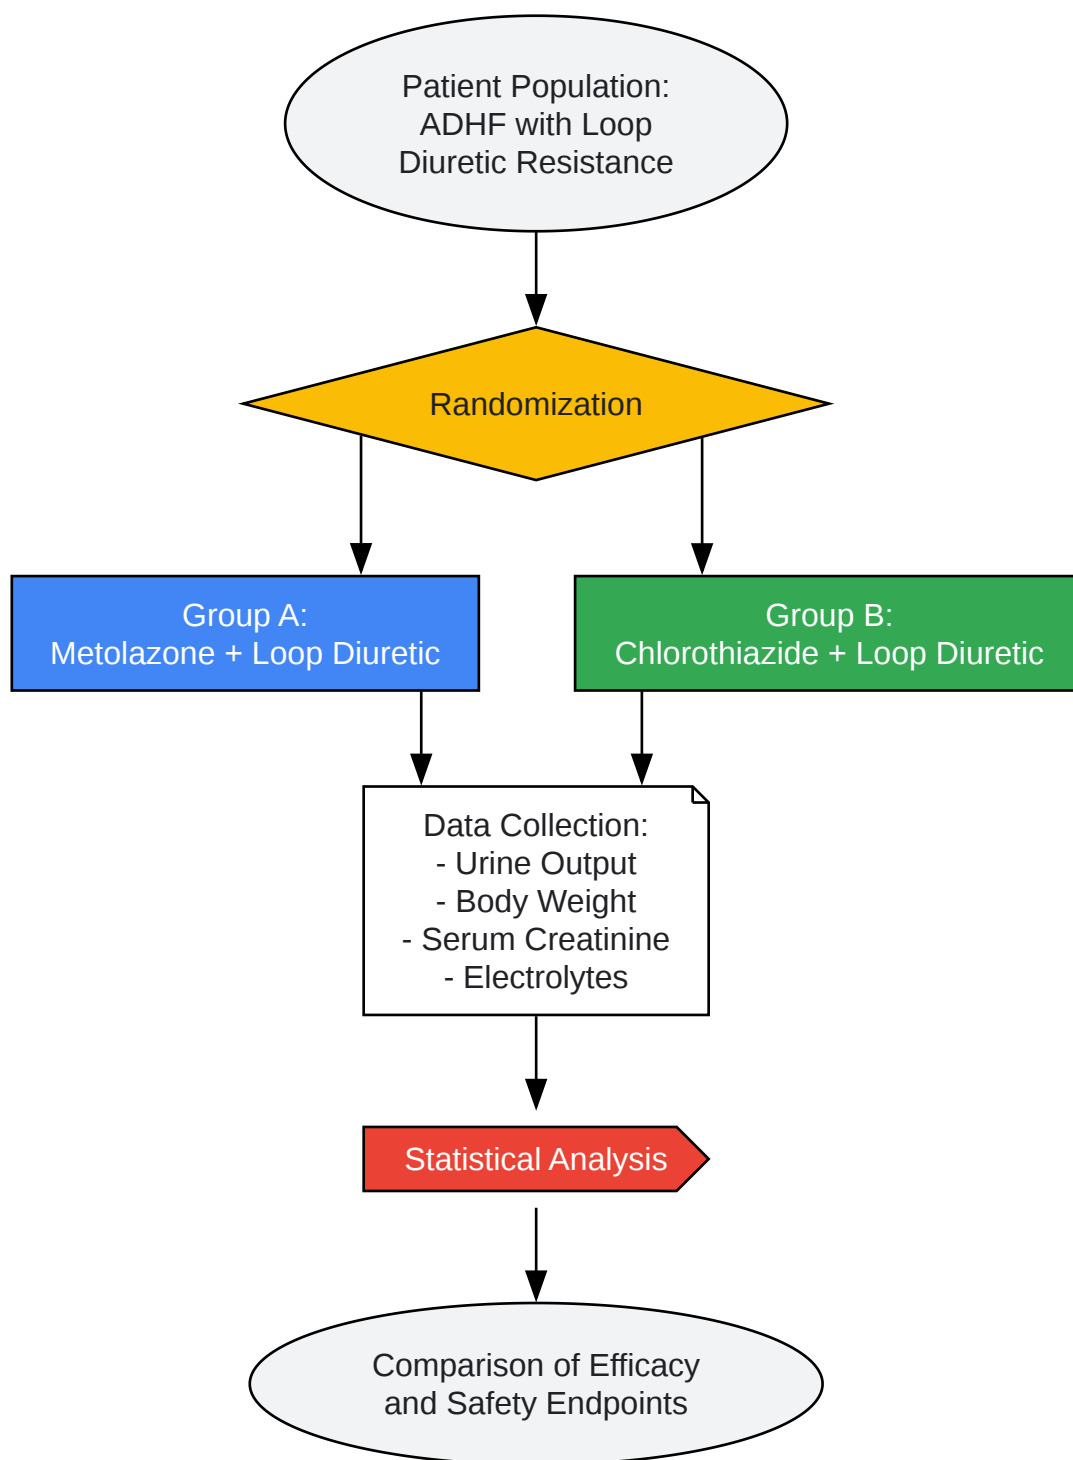 Patient Population:
ADHF with Loop
Diuretic Resistance
Randomization
Group A:
Metolazone + Loop Diuretic
Group B:
Chlorothiazide + Loop Diuretic
Data Collection:
- Urine Output
- Body Weight
- Serum Creatinine
- Electrolytes
Statistical Analysis
Comparison of Efficacy
and Safety Endpoints